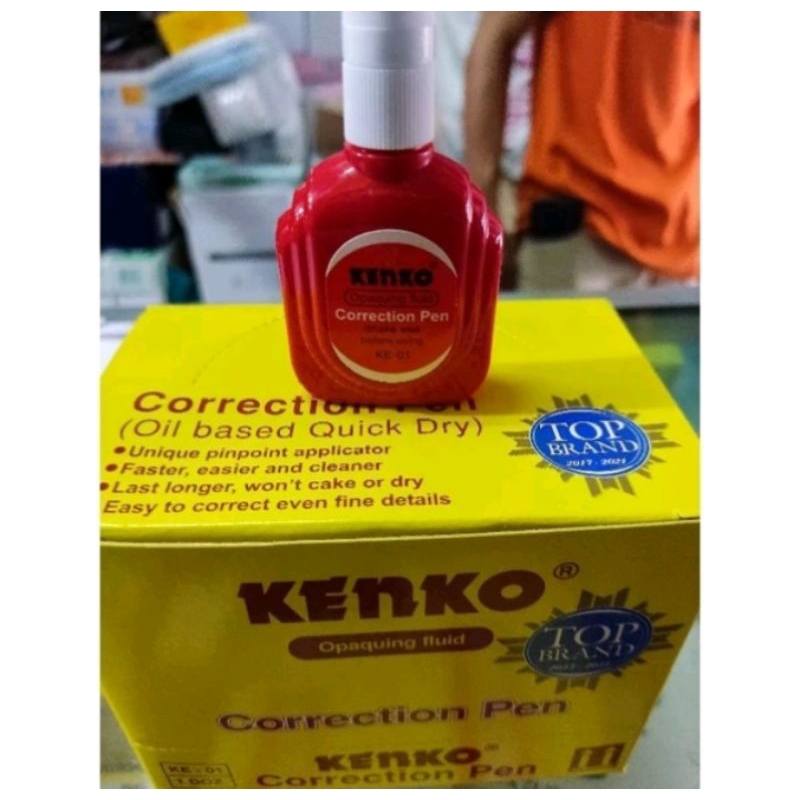 KENKO
Opaquing fluid
Correction Pen
Shake well
before using
KE-01
Correction Pen
(Oil based Quick Dry)
•Unique pinpoint applicator
•Faster, easier and cleaner
•Last longer, won't cake or dry
Easy to correct even fine details
TOP
BRAND
2017 - 2021
KENKO®
Opaquing fluid
TOP
BRAND
Correction Pen
KE - 01
1 DOZ
KENKO®
Correction Pen